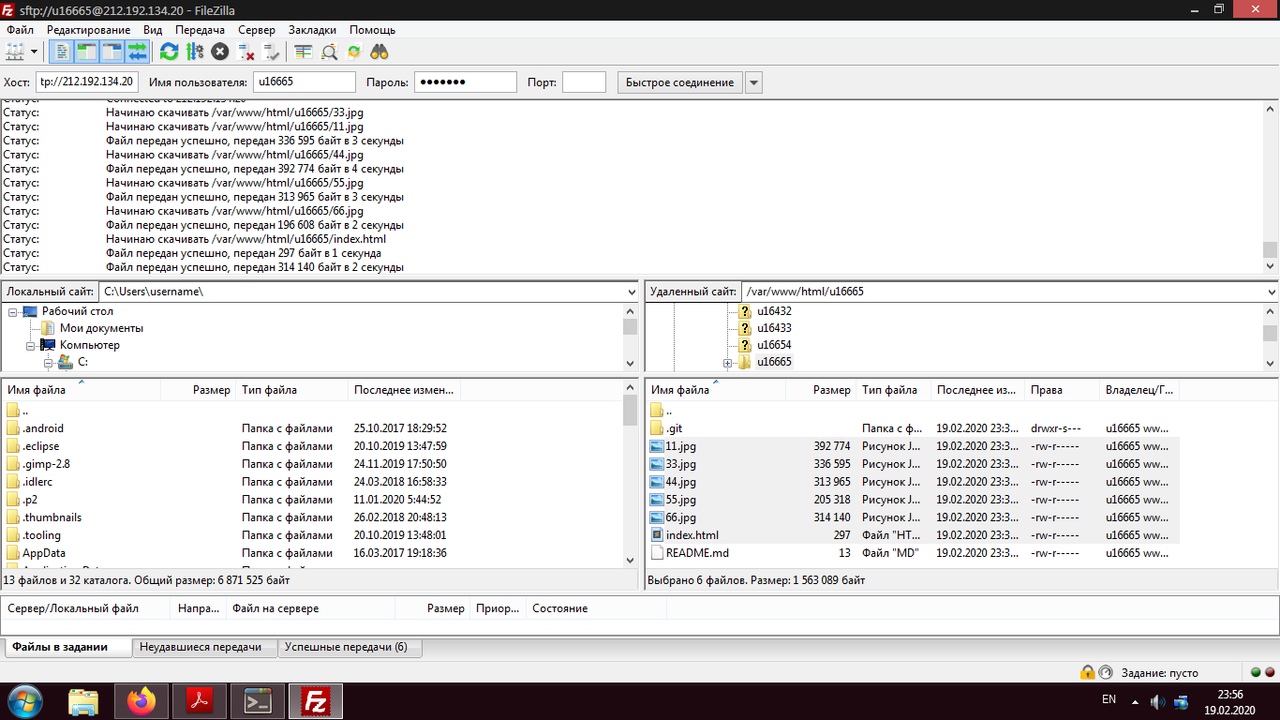 sftp://u16665@212.192.134.20 - FileZilla
Файл Редактирование Вид Передача Сервер Закладки Помощь
Хост: tp://212.192.134.20 Имя пользователя: u16665 Пароль: ●●●●●●● Порт: Быстрое соединение
Статус: Connected to 212.192.134.20
Статус: Начинаю скачивать /var/www/html/u16665/33.jpg
Статус: Начинаю скачивать /var/www/html/u16665/11.jpg
Статус: Файл передан успешно, передан 336 595 байт в 3 секунды
Статус: Начинаю скачивать /var/www/html/u16665/44.jpg
Статус: Файл передан успешно, передан 392 774 байт в 4 секунды
Статус: Начинаю скачивать /var/www/html/u16665/55.jpg
Статус: Файл передан успешно, передан 313 965 байт в 3 секунды
Статус: Начинаю скачивать /var/www/html/u16665/66.jpg
Статус: Файл передан успешно, передан 196 608 байт в 2 секунды
Статус: Начинаю скачивать /var/www/html/u16665/index.html
Статус: Файл передан успешно, передан 297 байт в 1 секунда
Статус: Файл передан успешно, передан 314 140 байт в 2 секунды
Локальный сайт: C:\Users\username\
Рабочий стол
Мои документы
Компьютер
C:
Имя файла Размер Тип файла Последнее измен...
..
.android Папка с файлами 25.10.2017 18:29:52
.eclipse Папка с файлами 20.10.2019 13:47:59
.gimp-2.8 Папка с файлами 24.11.2019 17:50:50
.idlerc Папка с файлами 24.03.2018 16:58:33
.p2 Папка с файлами 11.01.2020 5:44:52
.thumbnails Папка с файлами 26.02.2018 20:48:13
.tooling Папка с файлами 20.10.2019 13:48:01
AppData Папка с файлами 16.03.2017 19:18:36
13 файлов и 32 каталога. Общий размер: 6 871 525 байт
Удаленный сайт: /var/www/html/u16665
u16432
u16433
u16654
u16665
Имя файла Размер Тип файла Последнее из... Права Владелец/Г...
..
.git Папка с ф... 19.02.2020 23:3... drwxr-s--- u16665 ww...
11.jpg 392 774 Рисунок J... 19.02.2020 23:3... -rw-r----- u16665 ww...
33.jpg 336 595 Рисунок J... 19.02.2020 23:3... -rw-r----- u16665 ww...
44.jpg 313 965 Рисунок J... 19.02.2020 23:3... -rw-r----- u16665 ww...
55.jpg 205 318 Рисунок J... 19.02.2020 23:3... -rw-r----- u16665 ww...
66.jpg 314 140 Рисунок J... 19.02.2020 23:3... -rw-r----- u16665 ww...
index.html 297 Файл "HT... 19.02.2020 23:3... -rw-r----- u16665 ww...
README.md 13 Файл "MD" 19.02.2020 23:3... -rw-r----- u16665 ww...
Выбрано 6 файлов. Размер: 1 563 089 байт
Сервер/Локальный файл Напра... Файл на сервере Размер Приор... Состояние
Файлы в задании Неудавшиеся передачи Успешные передачи (6)
Задание: пусто
EN 23:56
19.02.2020